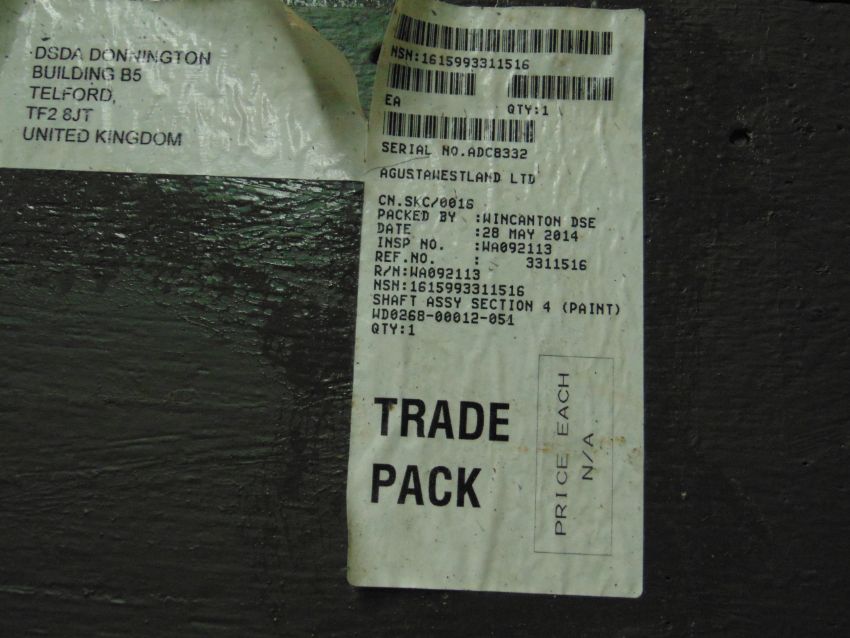 DSDA DONNINGTON
BUILDING B5
TELFORD,
TF2 8JT
UNITED KINGDOM
NSN:1615993311516
EA QTY:1
SERIAL NO.ADC8332
AGUSTAWESTLAND LTD
CN.SKC/0016
PACKED BY :WINCANTON DSE
DATE :28 MAY 2014
INSP NO. :WA092113
REF.NO. : 3311516
R/N:WA092113
NSN:1615993311516
SHAFT ASSY SECTION 4 (PAINT)
WD0268-00012-051
QTY:1
TRADE
PACK
PRICE EACH
N/A